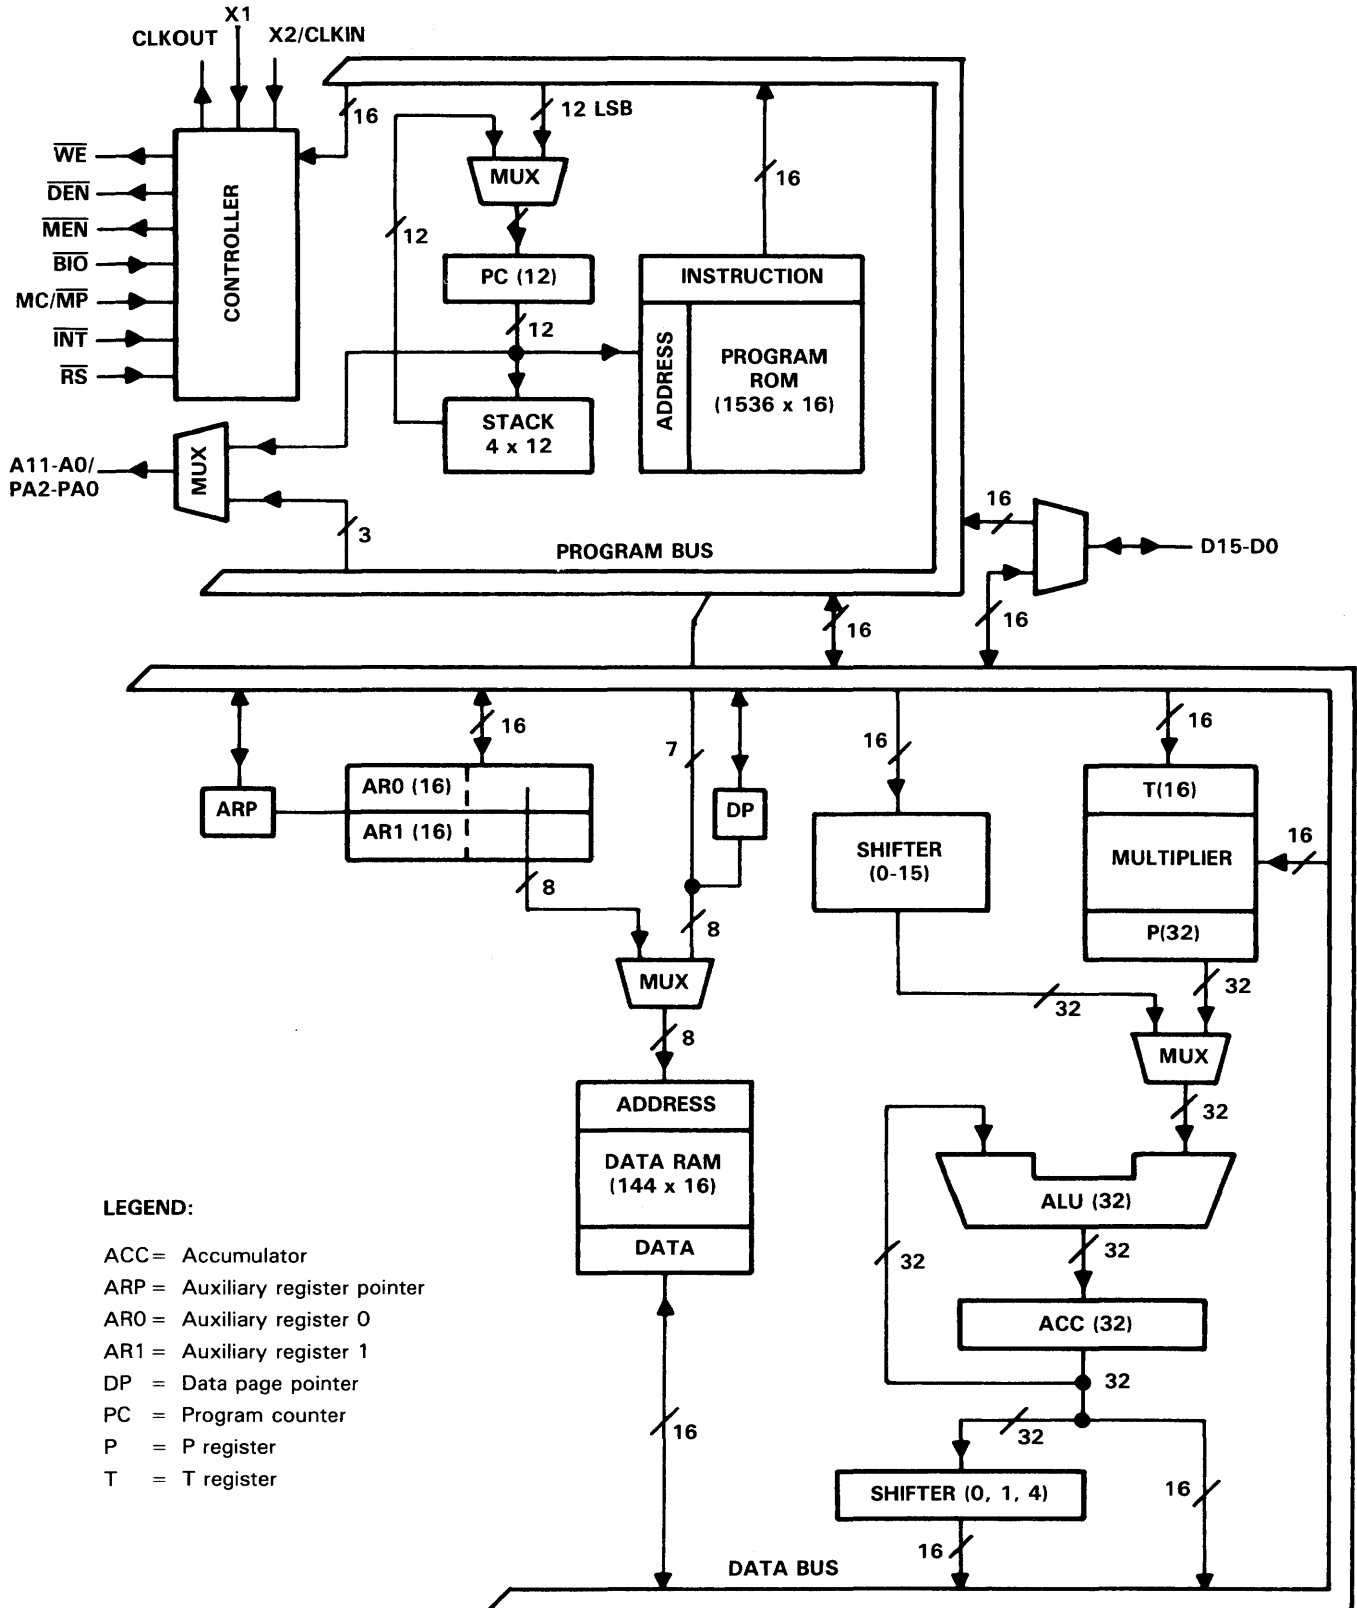 X1
CLKOUT
X2/CLKIN
16
12 LSB
WE
DEN
MEN
BIO
MC/MP
INT
RS
CONTROLLER
MUX
16
12
PC (12)
INSTRUCTION
12
ADDRESS
PROGRAM
ROM
(1536 x 16)
STACK
4 x 12
MUX
A11-A0/
PA2-PA0
3
PROGRAM BUS
16
D15-D0
16
16
16
7
16
16
ARP
AR0 (16)
AR1 (16)
DP
T(16)
SHIFTER
(0-15)
MULTIPLIER
16
8
8
P(32)
MUX
32
32
8
MUX
32
ADDRESS
DATA RAM
(144 x 16)
DATA
ALU (32)
32
32
ACC (32)
32
32
16
16
SHIFTER (0, 1, 4)
16
DATA BUS
LEGEND:
ACC = Accumulator
ARP = Auxiliary register pointer
AR0 = Auxiliary register 0
AR1 = Auxiliary register 1
DP = Data page pointer
PC = Program counter
P = P register
T = T register